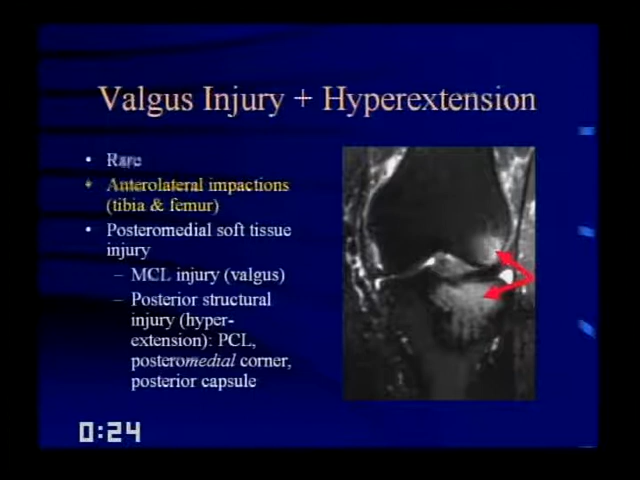 Valgus Injury + Hyperextension
• Rare
• Anterolateral impactions
(tibia & femur)
• Posteromedial soft tissue
injury
– MCL injury (valgus)
– Posterior structural
injury (hyper-
extension): PCL,
posteromedial corner,
posterior capsule
0:24